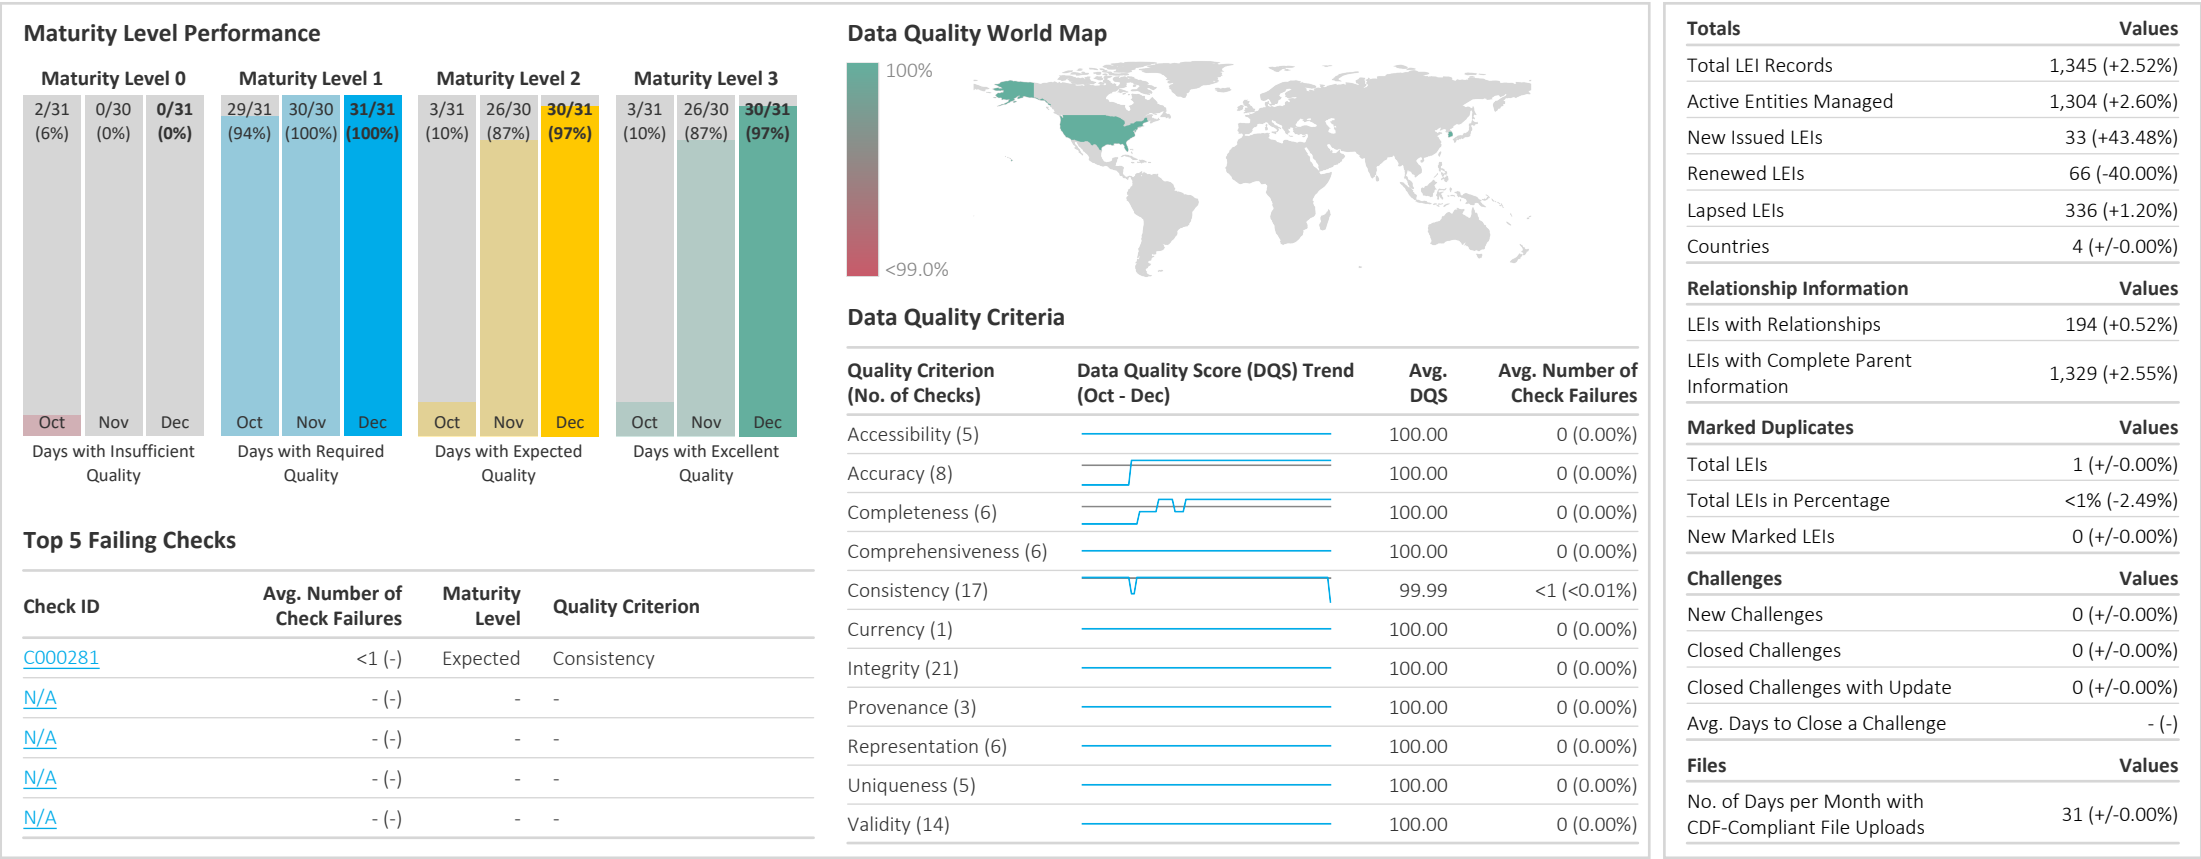 Maturity Level Performance
Maturity Level 0
Maturity Level 1
Maturity Level 2
Maturity Level 3
2/31 0/30 0/31
(6%) (0%) (0%)
29/31 30/30 31/31
(94%) (100%) (100%)
3/31 26/30 30/31
(10%) (87%) (97%)
3/31 26/30 30/31
(10%) (87%) (97%)
Oct Nov Dec
Oct Nov Dec
Oct Nov Dec
Oct Nov Dec
Days with Insufficient
Quality
Days with Required
Quality
Days with Expected
Quality
Days with Excellent
Quality
Top 5 Failing Checks
Check ID
Avg. Number of
Check Failures
Maturity
Level
Quality Criterion
C000281 <1 (-) Expected Consistency
N/A - (-) - -
N/A - (-) - -
N/A - (-) - -
N/A - (-) - -
Data Quality World Map
100%
<99.0%
Data Quality Criteria
Quality Criterion
(No. of Checks)
Data Quality Score (DQS) Trend
(Oct - Dec)
Avg.
DQS
Avg. Number of
Check Failures
Accessibility (5) 100.00 0 (0.00%)
Accuracy (8) 100.00 0 (0.00%)
Completeness (6) 100.00 0 (0.00%)
Comprehensiveness (6) 100.00 0 (0.00%)
Consistency (17) 99.99 <1 (<0.01%)
Currency (1) 100.00 0 (0.00%)
Integrity (21) 100.00 0 (0.00%)
Provenance (3) 100.00 0 (0.00%)
Representation (6) 100.00 0 (0.00%)
Uniqueness (5) 100.00 0 (0.00%)
Validity (14) 100.00 0 (0.00%)
Totals Values
Total LEI Records 1,345 (+2.52%)
Active Entities Managed 1,304 (+2.60%)
New Issued LEIs 33 (+43.48%)
Renewed LEIs 66 (-40.00%)
Lapsed LEIs 336 (+1.20%)
Countries 4 (+/-0.00%)
Relationship Information Values
LEIs with Relationships 194 (+0.52%)
LEIs with Complete Parent
Information 1,329 (+2.55%)
Marked Duplicates Values
Total LEIs 1 (+/-0.00%)
Total LEIs in Percentage <1% (-2.49%)
New Marked LEIs 0 (+/-0.00%)
Challenges Values
New Challenges 0 (+/-0.00%)
Closed Challenges 0 (+/-0.00%)
Closed Challenges with Update 0 (+/-0.00%)
Avg. Days to Close a Challenge - (-)
Files Values
No. of Days per Month with
CDF-Compliant File Uploads 31 (+/-0.00%)